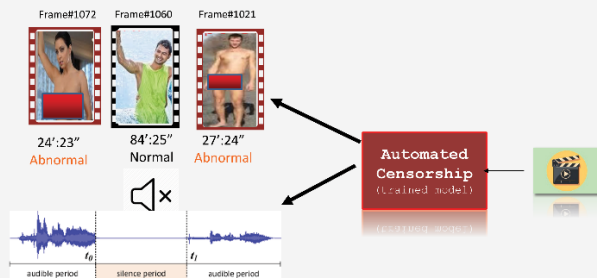 Frame#1072 Frame#1060 Frame#1021
24’:23” 84’:25” 27’:24”
Abnormal Normal Abnormal
Automated
Censorship
(trained model)
t0 t1
audible period silence period audible period